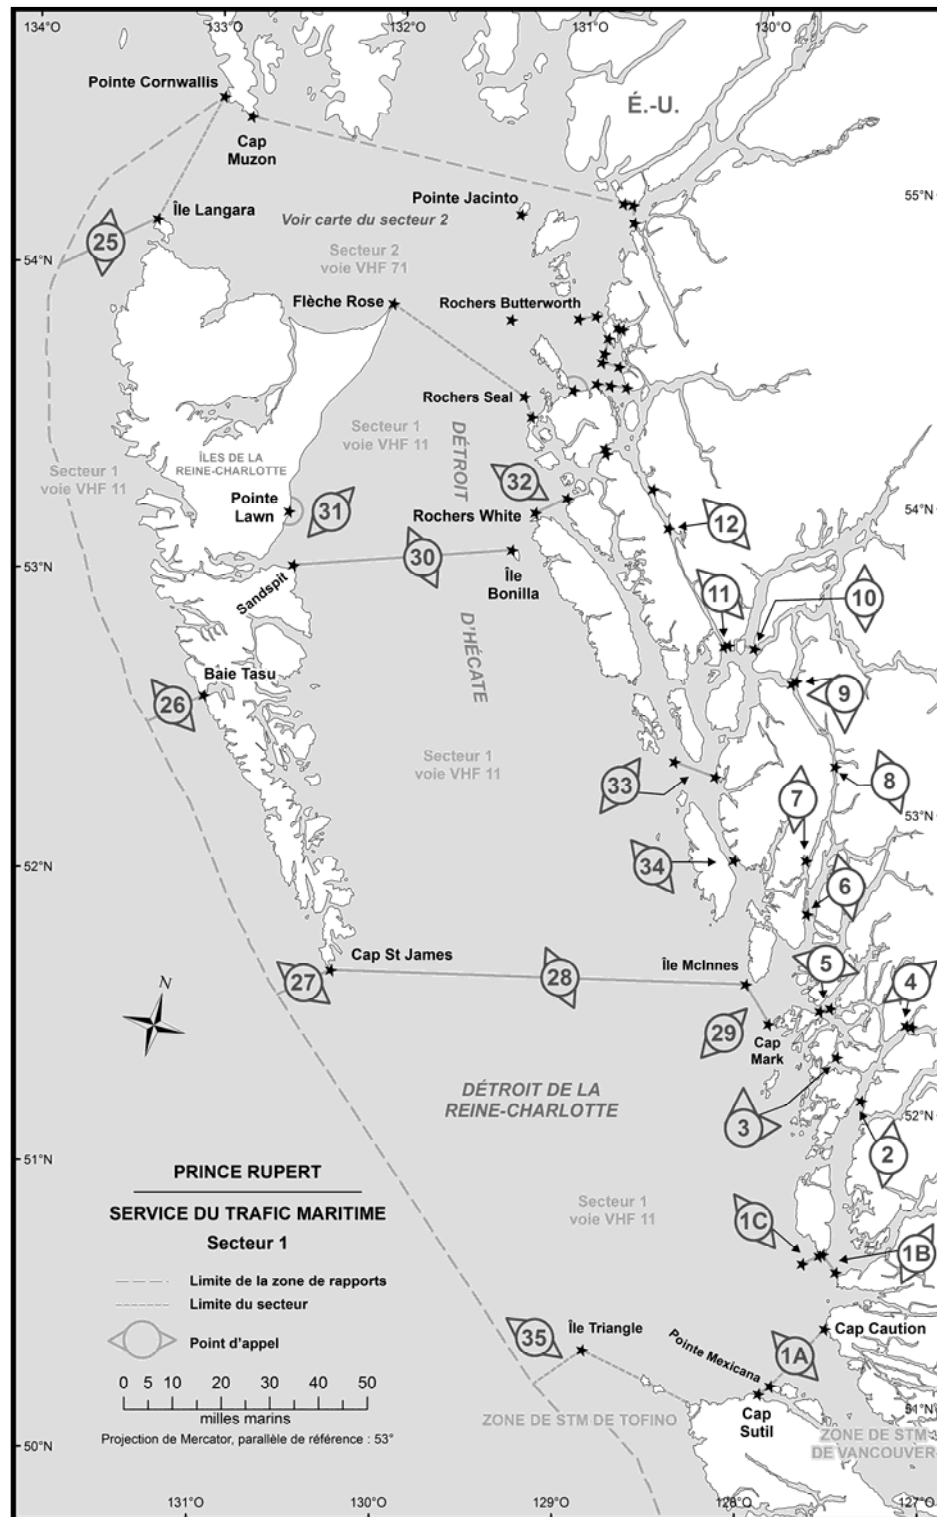 134°O
133°O
132°O
131°O
130°O
Pointe Cornwallis
É.-U.
Cap
Muzon
55°N
Pointe Jacinto
Île Langara
Voir carte du secteur 2
25
54°N
Secteur 2
voie VHF 71
Flèche Rose
Rochers Butterworth
Rochers Seal
Secteur 1
voie VHF 11
DÉTROIT
ÎLES DE LA
REINE-CHARLOTTE
Secteur 1
voie VHF 11
32
Pointe
Lawn
31
Rochers White
54°N
12
30
53°N
Sandspit
Île
Bonilla
11
10
D'HÉCATE
Baie Tasu
26
9
Secteur 1
voie VHF 11
33
7
8
53°N
34
52°N
6
Cap St James
Île McInnes
5
27
28
4
N
29
Cap
Mark
DÉTROIT DE LA
REINE-CHARLOTTE
52°N
3
2
51°N
PRINCE RUPERT
SERVICE DU TRAFIC MARITIME
Secteur 1
Secteur 1
voie VHF 11
1C
1B
Limite de la zone de rapports
Limite du secteur
Point d'appel
35
Île Triangle
Cap Caution
1A
Pointe Mexicana
0 5 10 20 30 40 50
milles marins
Projection de Mercator, parallèle de référence : 53°
ZONE DE STM DE TOFINO
Cap
Sutil
51°N
ZONE DE STM
DE VANCOUVER
50°N
131°O
130°O
129°O
128°O
127°O